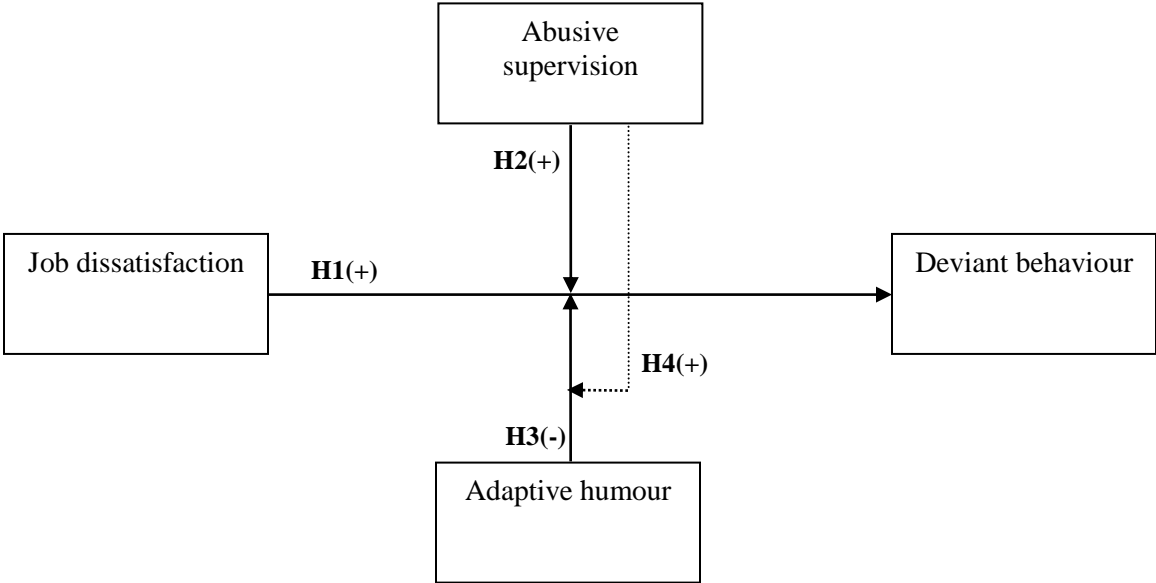 Abusive
supervision
H2(+)
Job dissatisfaction
H1(+)
Deviant behaviour
H4(+)
H3(-)
Adaptive humour